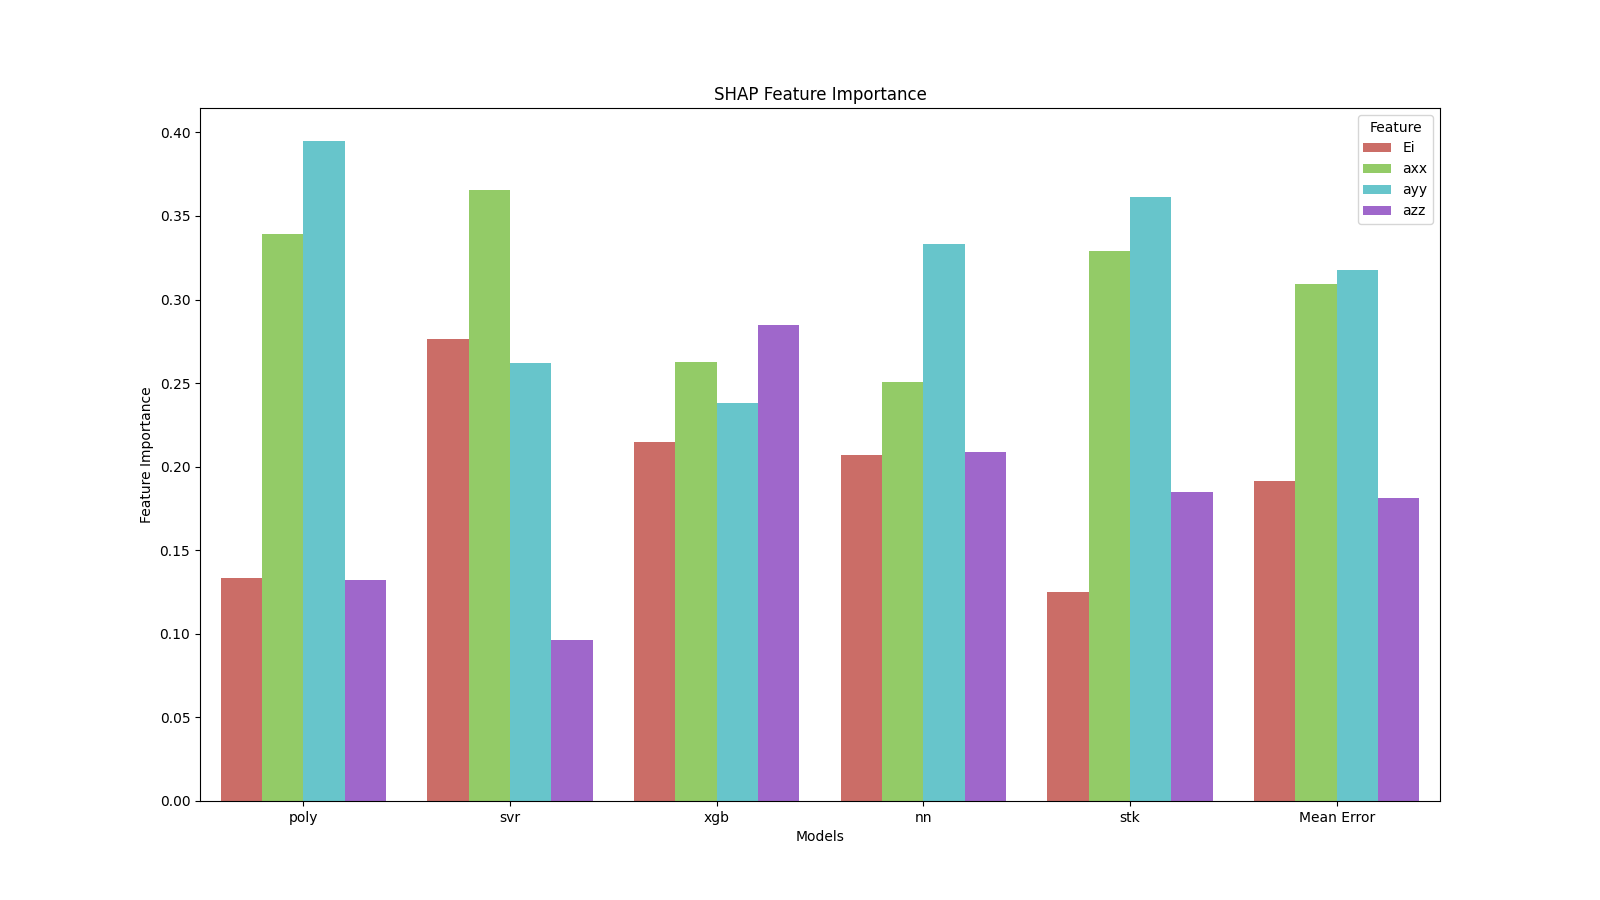 SHAP Feature Importance
Feature
Ei
axx
ayy
azz
0.40
0.35
0.30
0.25
0.20
0.15
0.10
0.05
0.00
Feature Importance
poly svr xgb nn stk Mean Error
Models